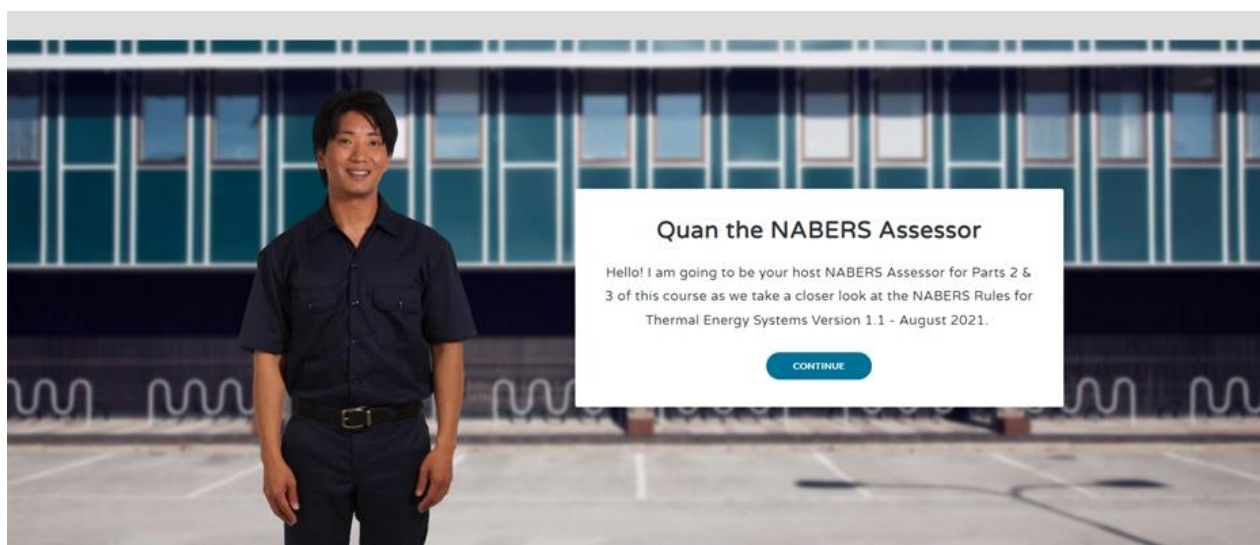 Quan the NABERS Assessor
Hello! I am going to be your host NABERS Assessor for Parts 2 &
3 of this course as we take a closer look at the NABERS Rules for
Thermal Energy Systems Version 1.1 - August 2021.
CONTINUE